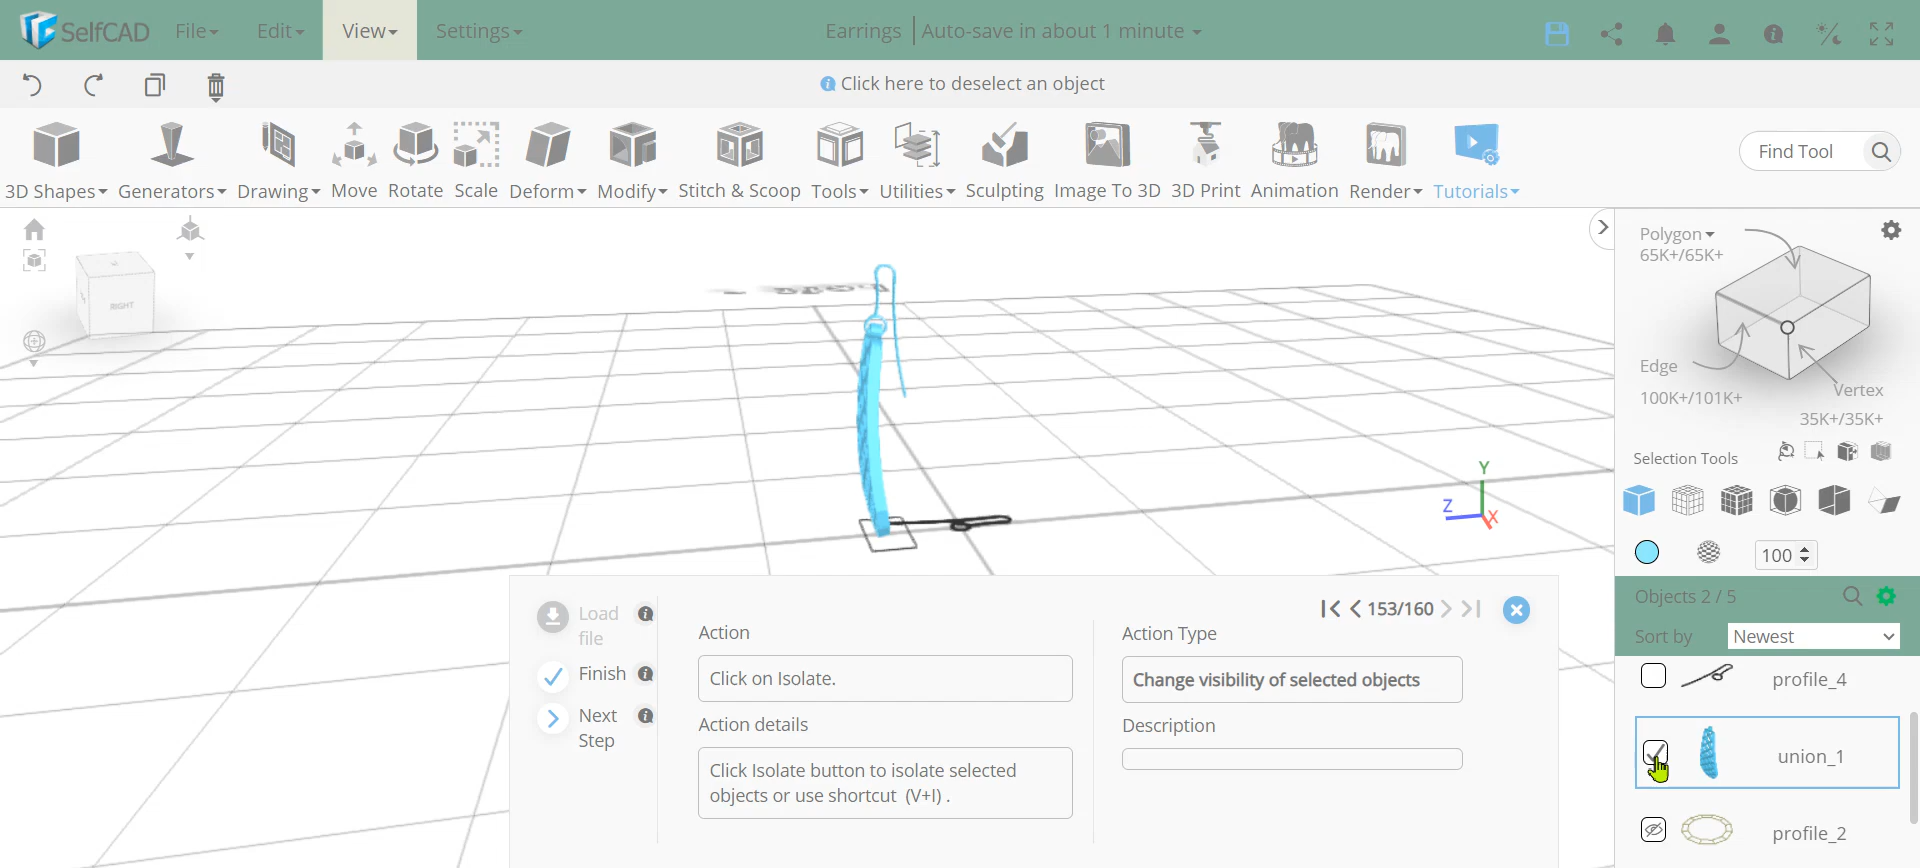 SelfCAD File Edit View Settings Earrings Auto-save in about 1 minute
Click here to deselect an object
3D Shapes Generators Drawing Move Rotate Scale Deform Modify Stitch & Scoop Tools Utilities Sculpting Image To 3D 3D Print Animation Render Tutorials
Find Tool
RIGHT
Y
Z
X
Polygon
65K+/65K+
Edge
100K+/101K+
Vertex
35K+/35K+
Selection Tools
100
Objects 2 / 5
Sort by Newest
profile_4
union_1
profile_2
Load
file
Finish
Next
Step
153/160
Action
Click on Isolate.
Action details
Click Isolate button to isolate selected
objects or use shortcut (V+I) .
Action Type
Change visibility of selected objects
Description